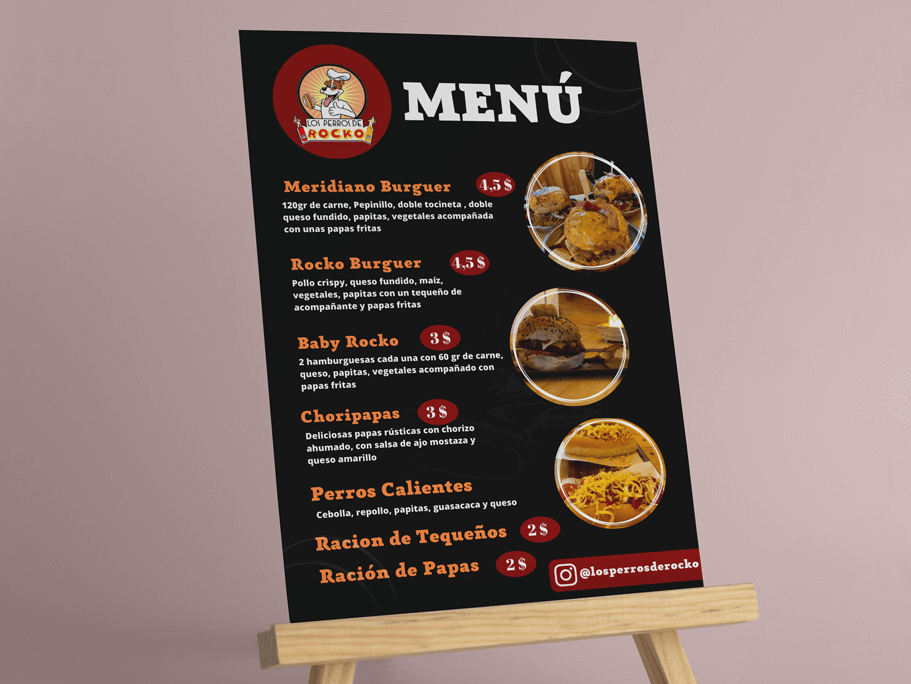 LOS PERROS DE
ROCKO
MENÚ
Meridiano Burguer 4,5 $
120gr de carne, Pepinillo, doble tocineta , doble
queso fundido, papitas, vegetales acompañada
con unas papas fritas
Rocko Burguer 4,5 $
Pollo crispy, queso fundido, maíz,
vegetales, papitas con un tequeño de
acompañante y papas fritas
Baby Rocko 3 $
2 hamburguesas cada una con 60 gr de carne,
queso, papitas, vegetales acompañado con
papas fritas
Choripapas 3 $
Deliciosas papas rústicas con chorizo
ahumado, con salsa de ajo mostaza y
queso amarillo
Perros Calientes
Cebolla, repollo, papitas, guasacaca y queso
Racion de Tequeños 2 $
Ración de Papas 2 $
@losperrosderocko